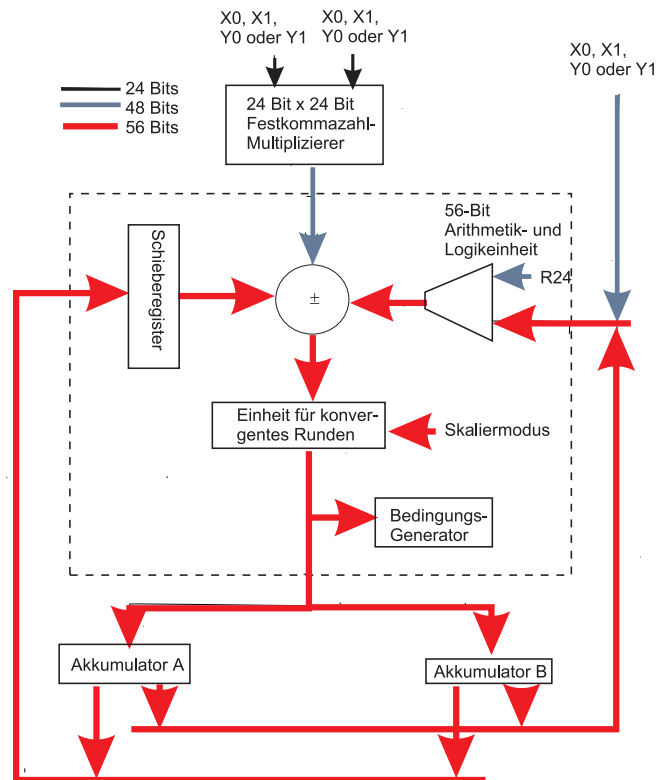 X0, X1,
Y0 oder Y1
X0, X1,
Y0 oder Y1
X0, X1,
Y0 oder Y1
24 Bits
48 Bits
56 Bits
24 Bit x 24 Bit
Festkommazahl-
Multiplizierer
56-Bit
Arithmetik- und
Logikeinheit
R24
Schieberegister
±
Einheit für konver-
gentes Runden
Skaliermodus
Bedingungs-
Generator
Akkumulator A
Akkumulator B